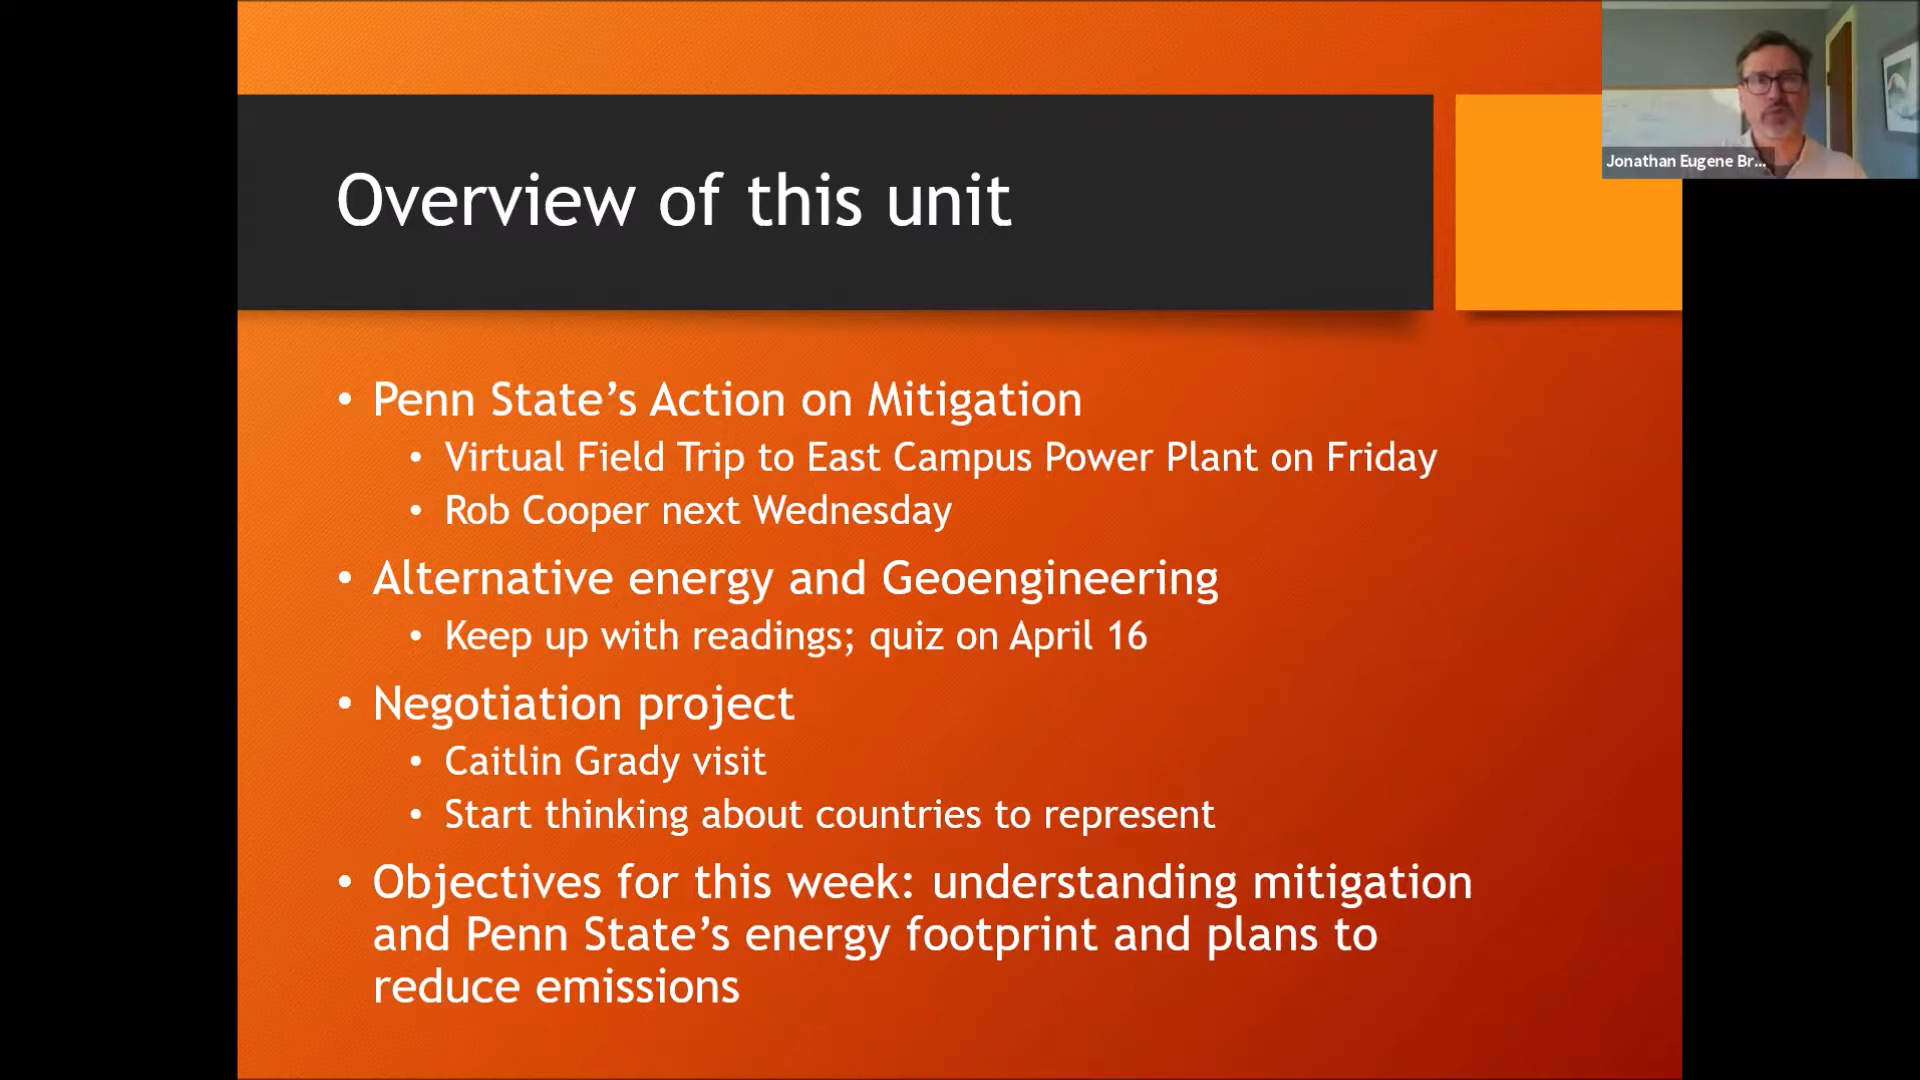 Jonathan Eugene Br...
Overview of this unit
• Penn State’s Action on Mitigation
• Virtual Field Trip to East Campus Power Plant on Friday
• Rob Cooper next Wednesday
• Alternative energy and Geoengineering
• Keep up with readings; quiz on April 16
• Negotiation project
• Caitlin Grady visit
• Start thinking about countries to represent
• Objectives for this week: understanding mitigation
and Penn State’s energy footprint and plans to
reduce emissions